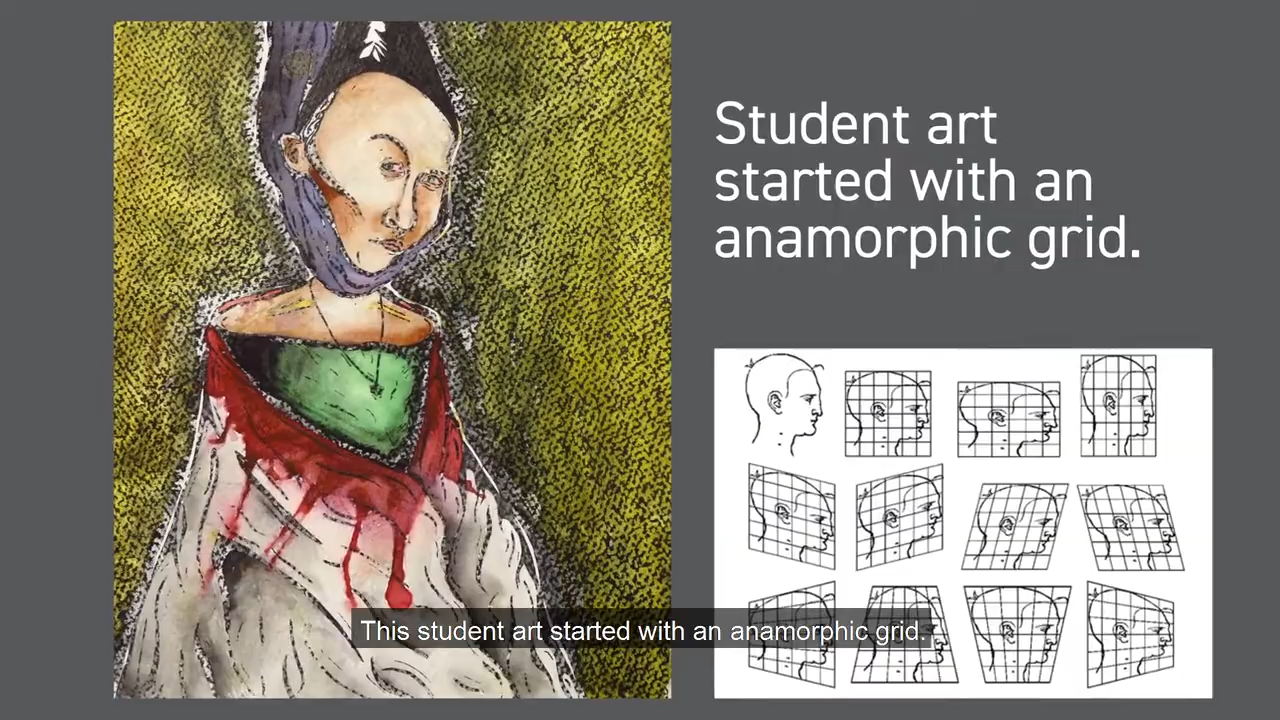 Student art
started with an
anamorphic grid.
This student art started with an anamorphic grid.